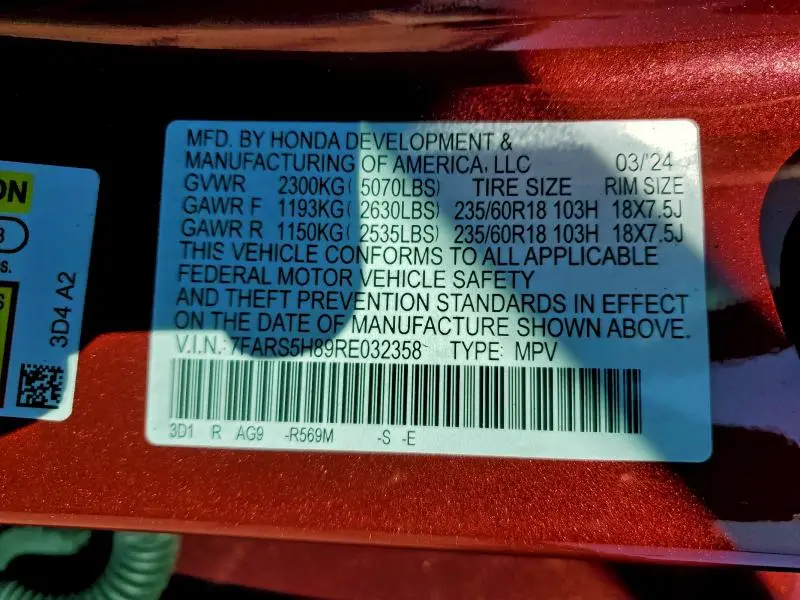 MFD. BY HONDA DEVELOPMENT &
MANUFACTURING OF AMERICA, LLC 03/'24
GVWR 2300KG( 5070LBS) TIRE SIZE RIM SIZE
GAWR F 1193KG( 2630LBS) 235/60R18 103H 18X7.5J
GAWR R 1150KG( 2535LBS) 235/60R18 103H 18X7.5J
THIS VEHICLE CONFORMS TO ALL APPLICABLE
FEDERAL MOTOR VEHICLE SAFETY
AND THEFT PREVENTION STANDARDS IN EFFECT
ON THE DATE OF MANUFACTURE SHOWN ABOVE.
V.I.N.: 7FARS5H89RE032358 TYPE: MPV
3D1 R AG9 -R569M -S -E
3D4 A2